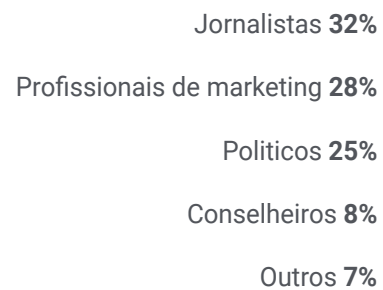 Jornalistas 32%
Profissionais de marketing 28%
Politicos 25%
Conselheiros 8%
Outros 7%